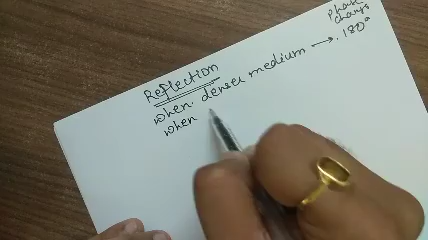 Phase
change
Reflection
when denser medium → 180°
when